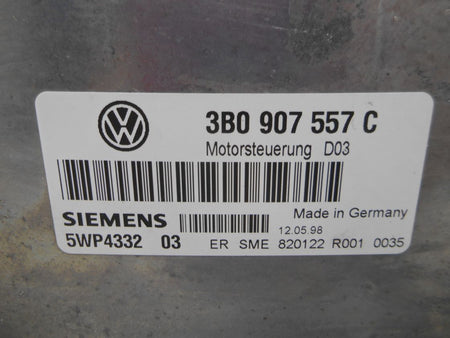 3B0 907 557 C
Motorsteuerung D03
SIEMENS
Made in Germany
12.05.98
5WP4332 03
ER SME 820122 R001 0035